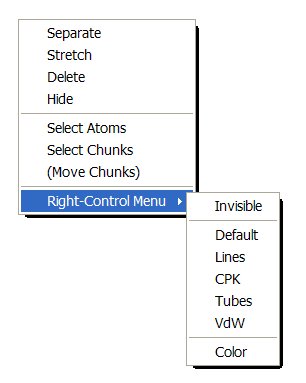 Separate
Stretch
Delete
Hide
Select Atoms
Select Chunks
(Move Chunks)
Right-Control Menu
Invisible
Default
Lines
CPK
Tubes
VdW
Color